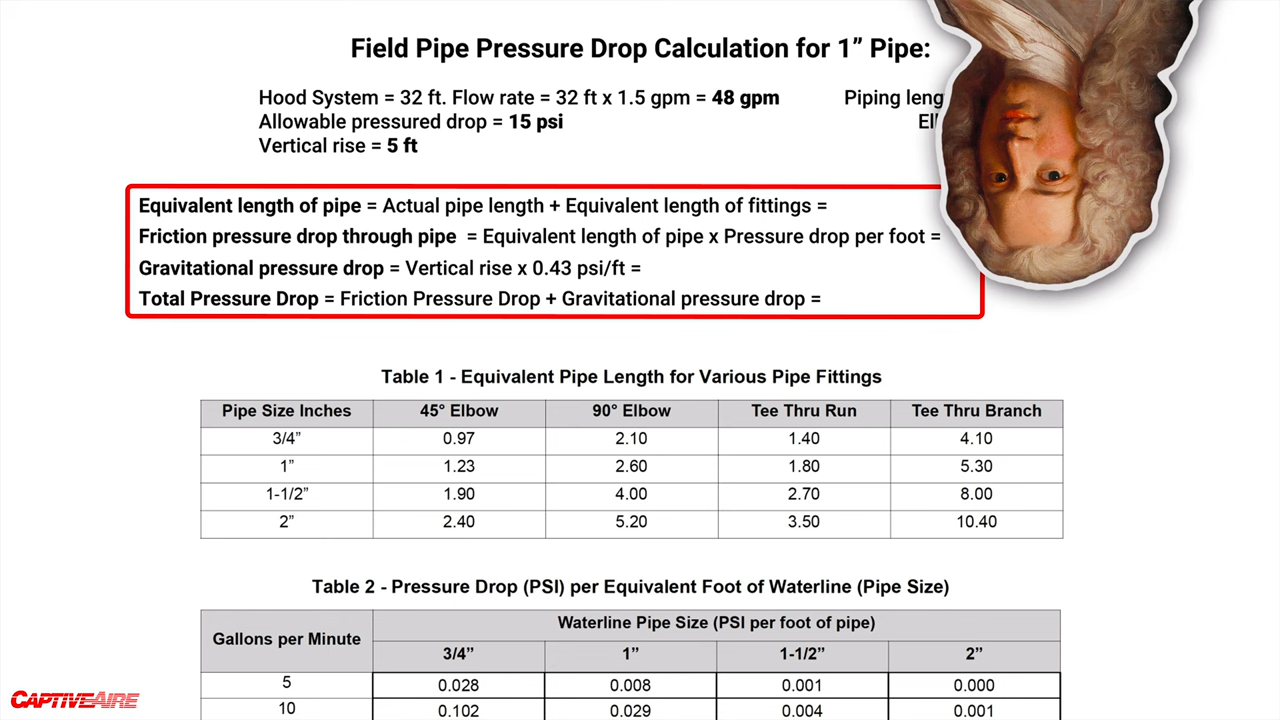 Field Pipe Pressure Drop Calculation for 1” Pipe:
Hood System = 32 ft. Flow rate = 32 ft x 1.5 gpm = 48 gpm
Piping
Allowable pressured drop = 15 psi
Vertical rise = 5 ft
Equivalent length of pipe = Actual pipe length + Equivalent length of fittings =
Friction pressure drop through pipe = Equivalent length of pipe x Pressure drop per foot =
Gravitational pressure drop = Vertical rise x 0.43 psi/ft =
Total Pressure Drop = Friction Pressure Drop + Gravitational pressure drop =
Table 1 - Equivalent Pipe Length for Various Pipe Fittings
Pipe Size Inches 45° Elbow 90° Elbow Tee Thru Run Tee Thru Branch
3/4” 0.97 2.10 1.40 4.10
1” 1.23 2.60 1.80 5.30
1-1/2” 1.90 4.00 2.70 8.00
2” 2.40 5.20 3.50 10.40
Table 2 - Pressure Drop (PSI) per Equivalent Foot of Waterline (Pipe Size)
Gallons per Minute Waterline Pipe Size (PSI per foot of pipe)
3/4” 1” 1-1/2” 2”
5 0.028 0.008 0.001 0.000
10 0.102 0.029 0.004 0.001
CAPTIVEAIRE